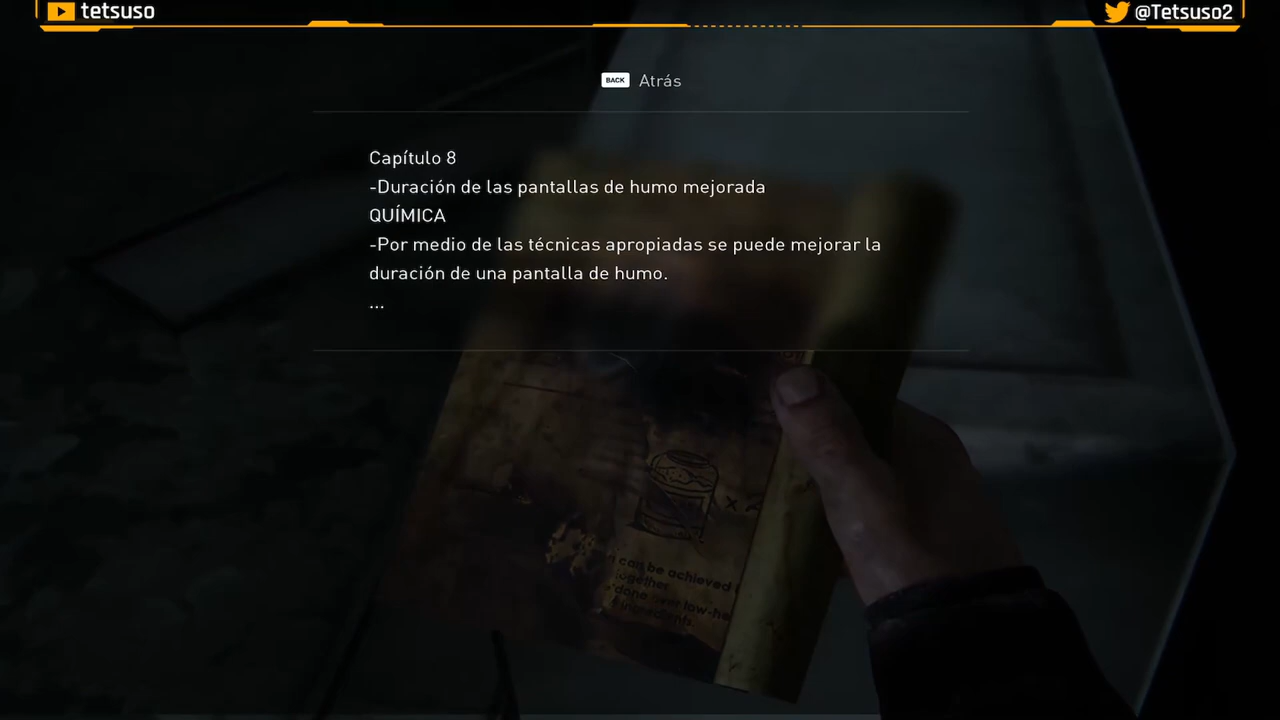 tetsuso
@Tetsuso2
BACK Atrás
Capítulo 8
-Duración de las pantallas de humo mejorada
QUÍMICA
-Por medio de las técnicas apropiadas se puede mejorar la
duración de una pantalla de humo.
...
can be achieved
together
done over low-he
ingredients